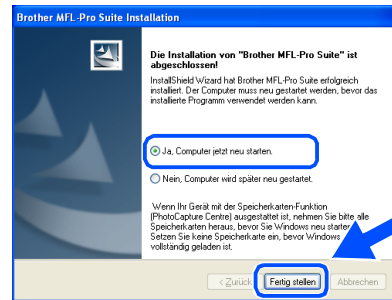 Brother MFL-Pro Suite Installation
Die Installation von "Brother MFL-Pro Suite" ist
abgeschlossen!
InstallShield Wizard hat Brother MFL-Pro Suite erfolgreich
installiert. Der Computer muss neu gestartet werden, bevor das
installierte Programm verwendet werden kann.
Ja, Computer jetzt neu starten.
Nein, Computer wird später neu gestartet.
Wenn Ihr Gerät mit der Speicherkarten-Funktion
(PhotoCapture Centre) ausgestattet ist, nehmen Sie bitte alle
Speicherkarten heraus, bevor Sie Windows neu starten
Setzen Sie keine Speicherkarte ein, bevor Windows
vollständig geladen ist.
< Zurück Fertig stellen Abbrechen